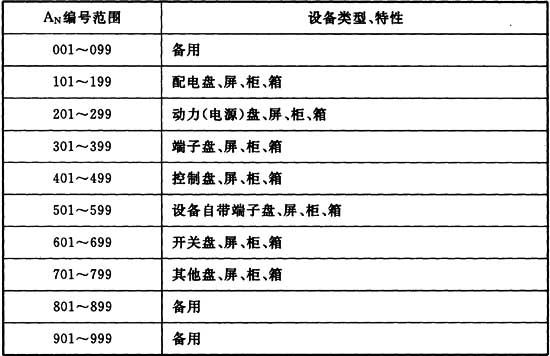 AN编号范围 设备类型、特性
001～099 备用
101～199 配电盘、屏、柜、箱
201～299 动力(电源)盘、屏、柜、箱
301～399 端子盘、屏、柜、箱
401～499 控制盘、屏、柜、箱
501～599 设备自带端子盘、屏、柜、箱
601～699 开关盘、屏、柜、箱
701～799 其他盘、屏、柜、箱
801～899 备用
901～999 备用